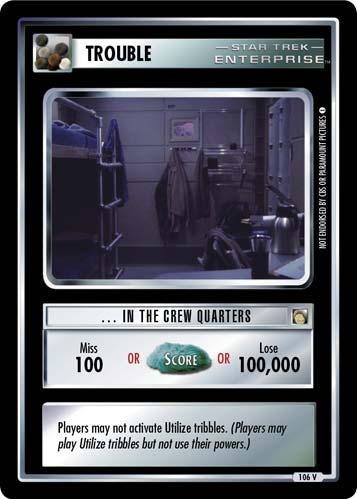 TROUBLE
STAR TREK
ENTERPRISE™
NOT ENDORSED BY CBS OR PARAMOUNT PICTURES
... IN THE CREW QUARTERS
Miss
100
OR
SCORE
OR
Lose
100,000
Players may not activate Utilize tribbles. (Players may
play Utilize tribbles but not use their powers.)
106 V